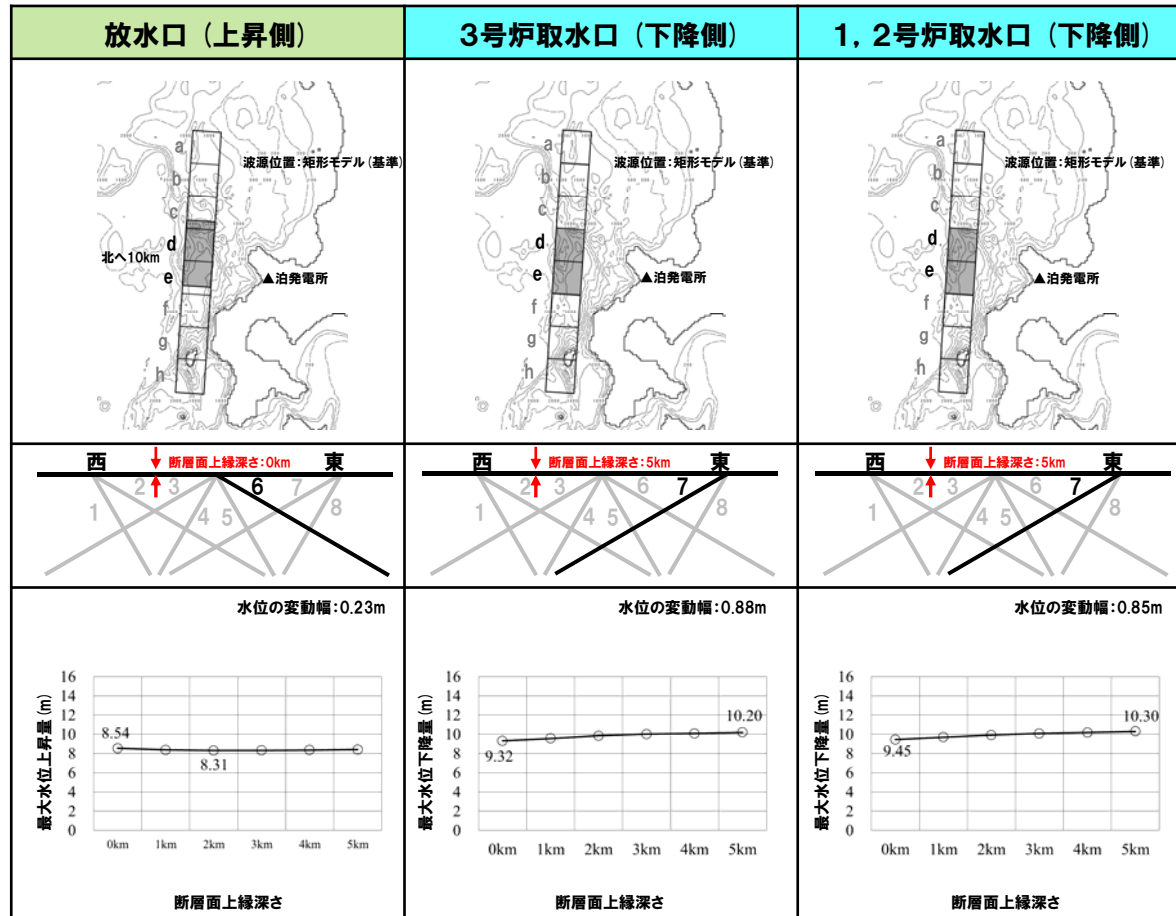 放水口（上昇側）
3号炉取水口（下降側）
1，2号炉取水口（下降側）
a
波源位置：矩形モデル（基準）
b
c
d
北へ10km
e
▲泊発電所
f
g
h
a
波源位置：矩形モデル（基準）
b
c
d
e
▲泊発電所
f
g
h
a
波源位置：矩形モデル（基準）
b
c
d
e
▲泊発電所
f
g
h
西 断層面上縁深さ：0km 東
1 2 3 4 5 6 7 8
西 断層面上縁深さ：5km 東
1 2 3 4 5 6 7 8
西 断層面上縁深さ：5km 東
1 2 3 4 5 6 7 8
水位の変動幅：0.23m
最大水位上昇量（m）
16
14
12
10
8
6
4
2
0
8.54
8.31
0km 1km 2km 3km 4km 5km
断層面上縁深さ
水位の変動幅：0.88m
最大水位下降量（m）
16
14
12
10
8
6
4
2
0
9.32
10.20
0km 1km 2km 3km 4km 5km
断層面上縁深さ
水位の変動幅：0.85m
最大水位下降量（m）
16
14
12
10
8
6
4
2
0
9.45
10.30
0km 1km 2km 3km 4km 5km
断層面上縁深さ